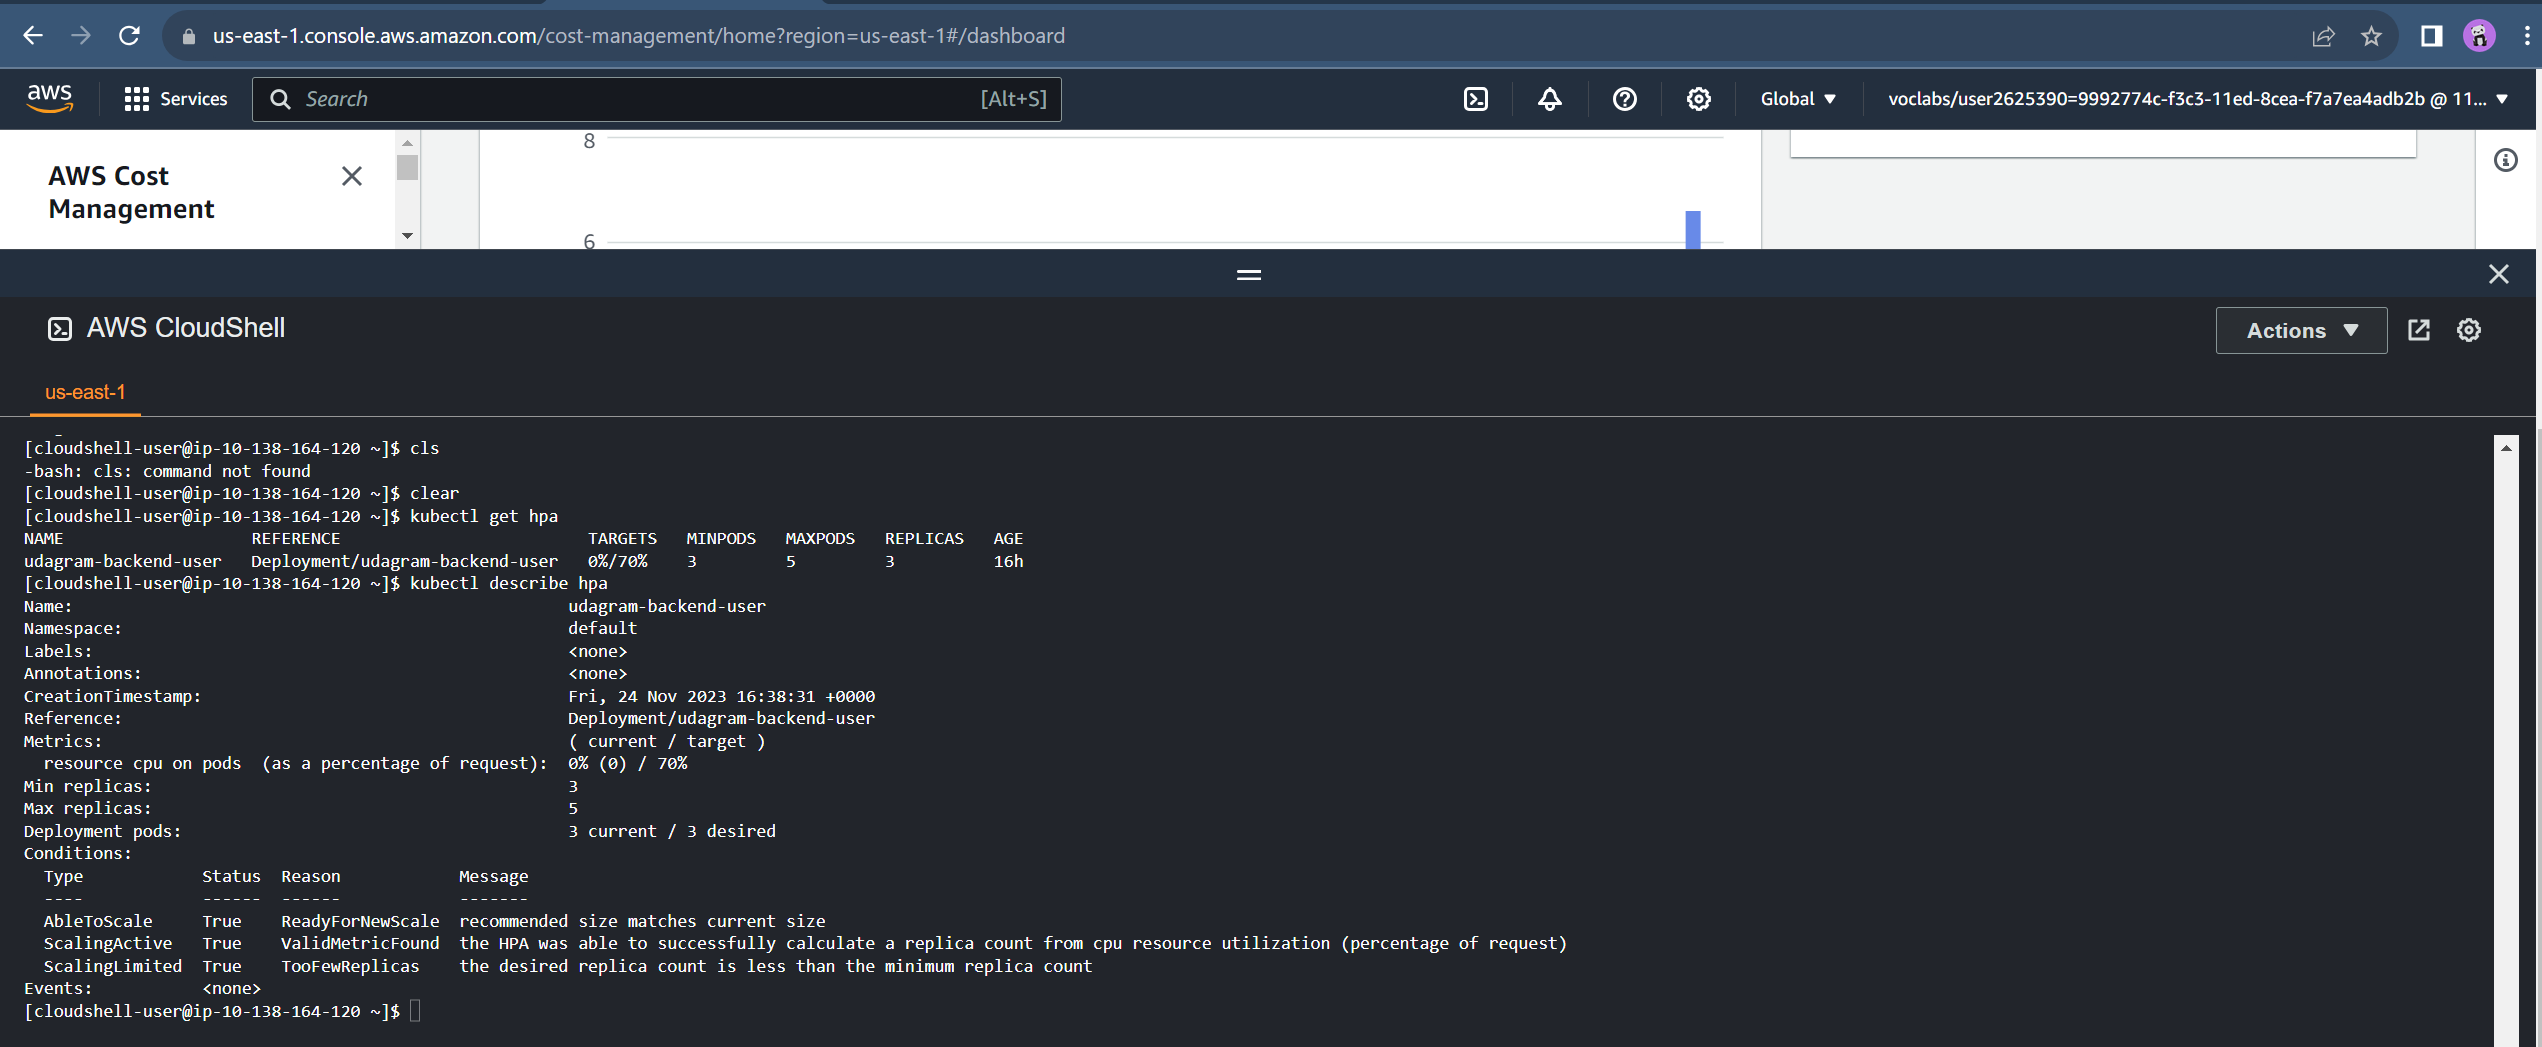 us-east-1.console.aws.amazon.com/cost-management/home?region=us-east-1#/dashboard
aws Services Search [Alt+S] Global voclabs/user2625390=9992774c-f3c3-11ed-8cea-f7a7ea4adb2b @ 11...
AWS Cost
Management
8
6
AWS CloudShell
Actions
us-east-1
[cloudshell-user@ip-10-138-164-120 ~]$ cls
-bash: cls: command not found
[cloudshell-user@ip-10-138-164-120 ~]$ clear
[cloudshell-user@ip-10-138-164-120 ~]$ kubectl get hpa
NAME REFERENCE TARGETS MINPODS MAXPODS REPLICAS AGE
udagram-backend-user Deployment/udagram-backend-user 0%/70% 3 5 3 16h
[cloudshell-user@ip-10-138-164-120 ~]$ kubectl describe hpa
Name: udagram-backend-user
Namespace: default
Labels: <none>
Annotations: <none>
CreationTimestamp: Fri, 24 Nov 2023 16:38:31 +0000
Reference: Deployment/udagram-backend-user
Metrics: ( current / target )
resource cpu on pods (as a percentage of request): 0% (0) / 70%
Min replicas: 3
Max replicas: 5
Deployment pods: 3 current / 3 desired
Conditions:
Type Status Reason Message
---- ------ ------ -------
AbleToScale True ReadyForNewScale recommended size matches current size
ScalingActive True ValidMetricFound the HPA was able to successfully calculate a replica count from cpu resource utilization (percentage of request)
ScalingLimited True TooFewReplicas the desired replica count is less than the minimum replica count
Events: <none>
[cloudshell-user@ip-10-138-164-120 ~]$